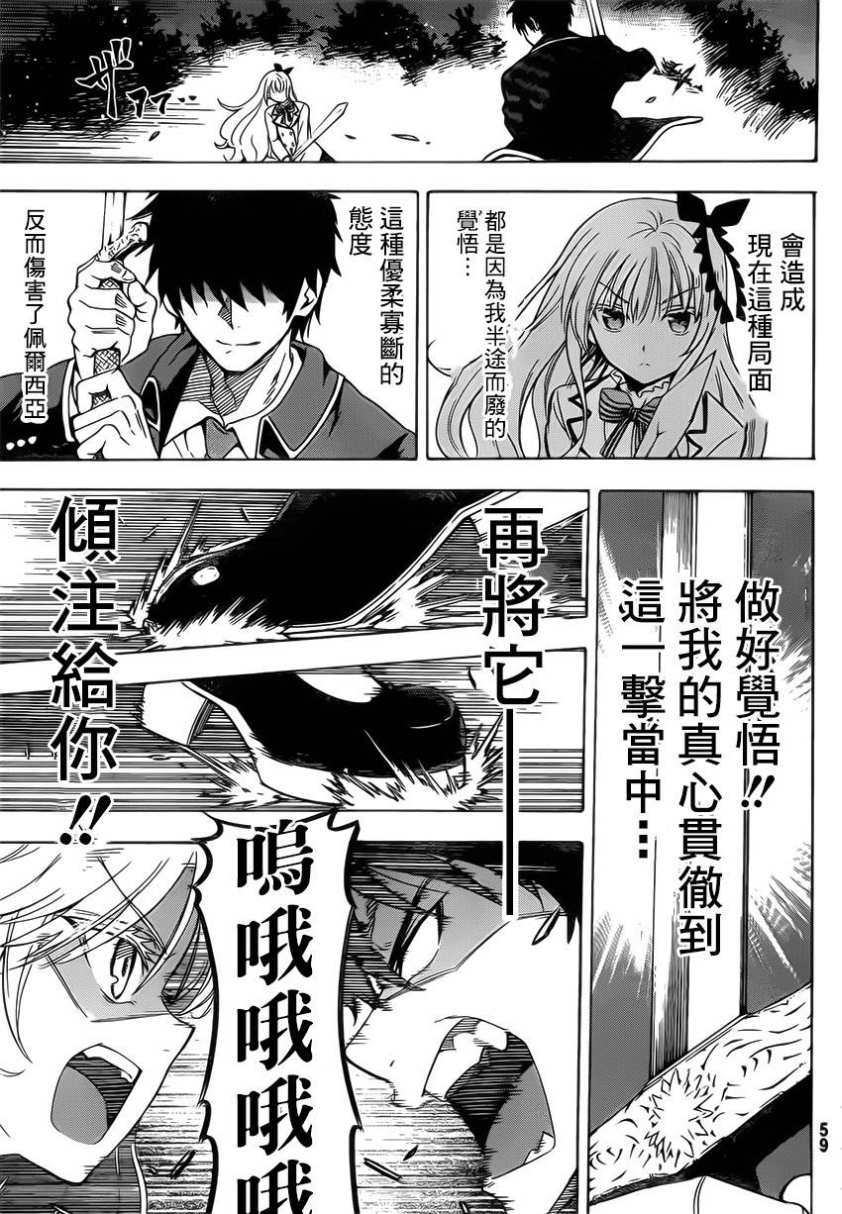 ザアアア…
會造成
現在這種局面
都是因為我半途而廢的
覺悟…
這種優柔寡斷的
態度
反而傷害了佩爾西亞
做好覺悟!!
將我的真心貫徹到
這一擊當中…
再將它——
傾注給你!!
嗚哦哦哦哦
59